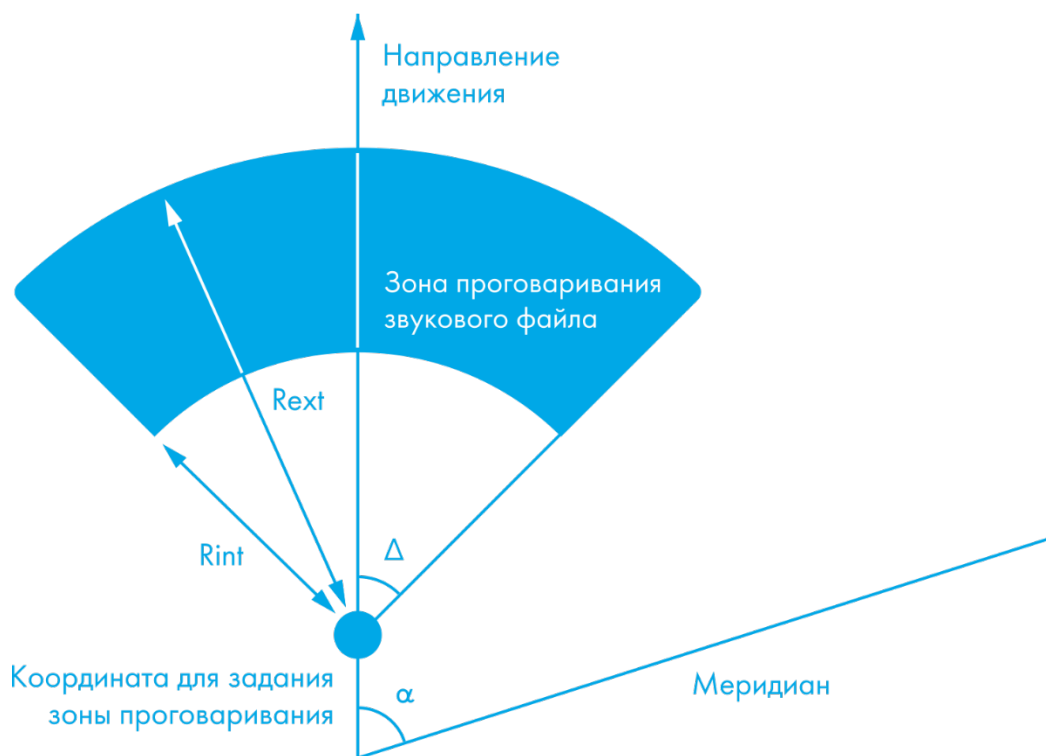 Направление
движения
Зона проговаривания
звукового файла
Rext
Rint
Δ
Координата для задания
зоны проговаривания
α
Меридиан